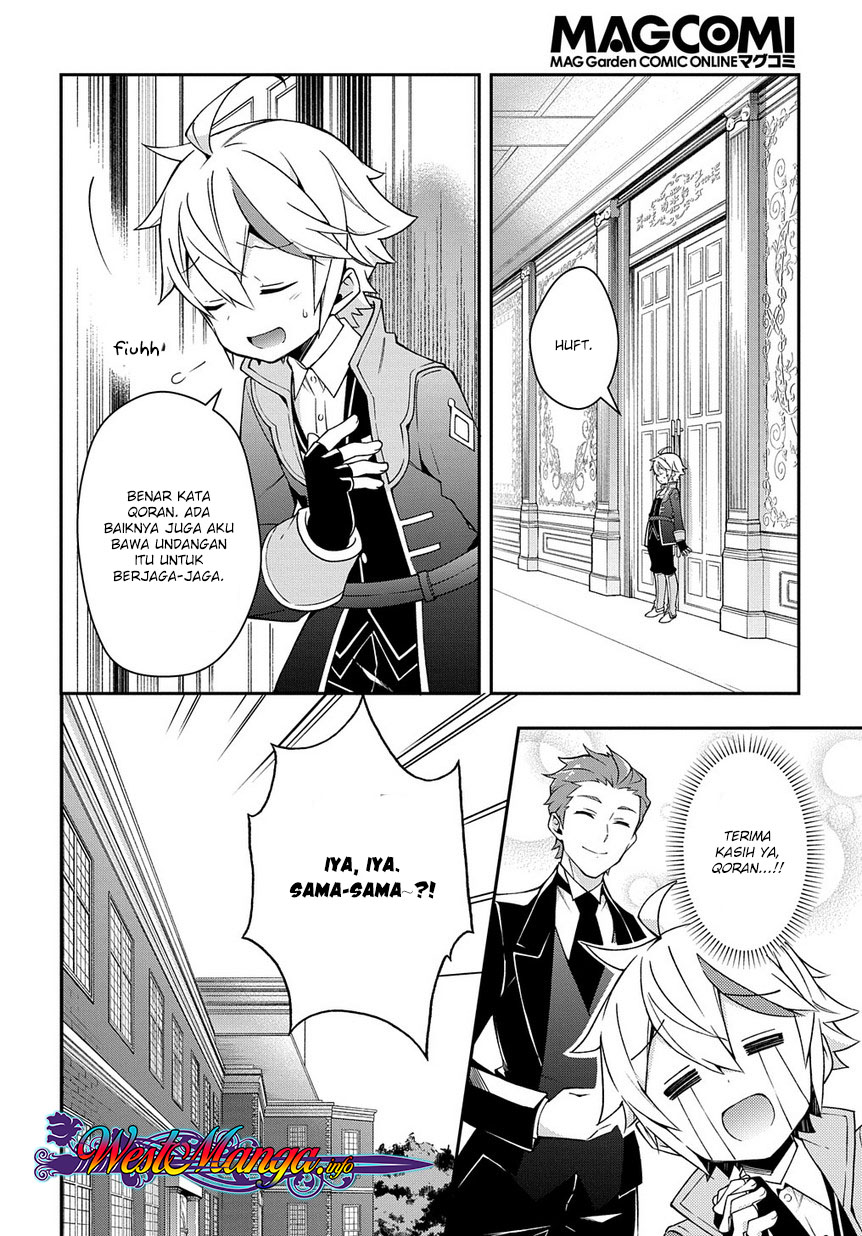 MAGCOMI
MAG Garden COMIC ONLINE マグコミ
HUFT.
fiuhh
BENAR KATA
QORAN. ADA
BAIKNYA JUGA AKU
BAWA UNDANGAN
ITU UNTUK
BERJAGA-JAGA.
TERIMA
KASIH YA,
QORAN...!!
IYA, IYA.
SAMA-SAMA~?!
WestManga.info